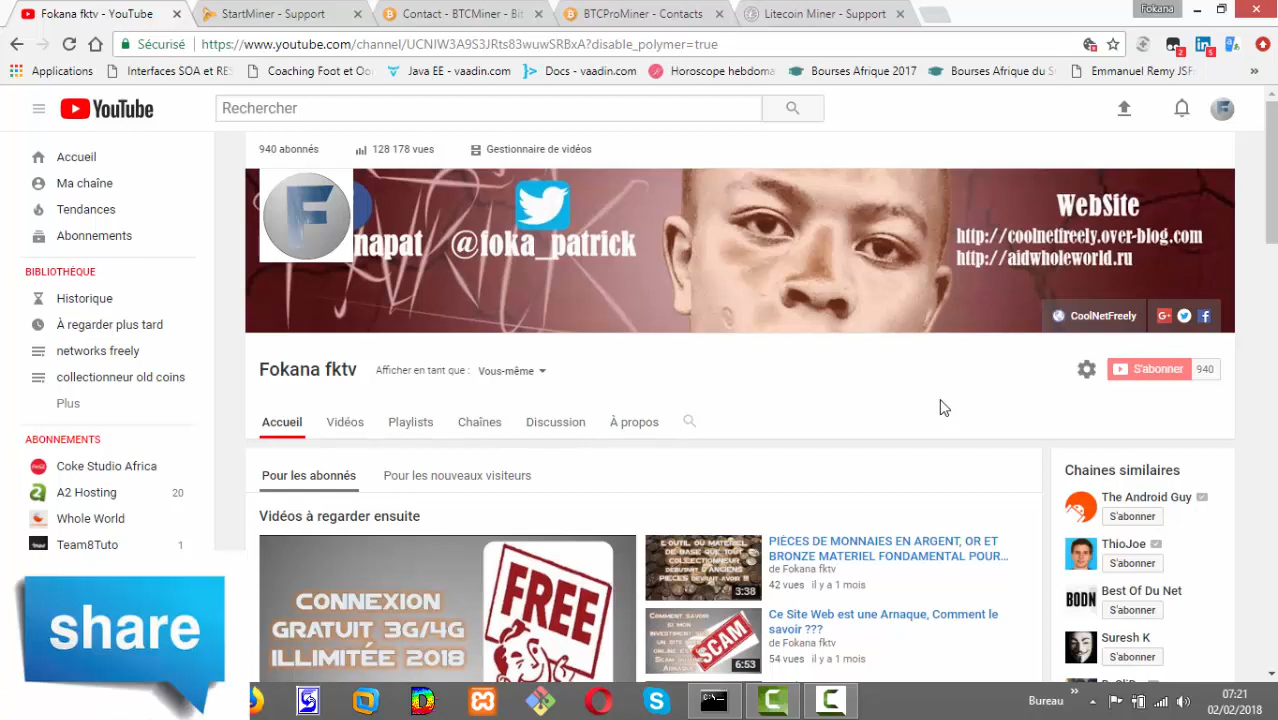 Fokana fktv - YouTube
StartMiner - Support
Contact - BTCMiner - Bit
BTCProMiner - Contacts
Litecoin Miner - Support
Fokana
Sécurisé
https://www.youtube.com/channel/UCNIW3A9S3JRts83wuwSRBxA?disable_polymer=true
2
5
Applications
Interfaces SOA et RES
Coaching Foot et Oo
Java EE - vaadin.com
Docs - vaadin.com
Horoscope hebdoma
Bourses Afrique 2017
Bourses Afrique du S
Emmanuel Remy JSF
»
YouTube
Rechercher
940 abonnés
128 178 vues
Gestionnaire de vidéos
Accueil
Ma chaîne
Tendances
Abonnements
BIBLIOTHÈQUE
Historique
À regarder plus tard
networks freely
collectionneur old coins
Plus
ABONNEMENTS
Coke Studio Africa
A2 Hosting
20
Whole World
Team8Tuto
1
share
F
napat
@foka_patrick
WebSite
http://coolnetfreely.over-blog.com
http://aidwholeworld.ru
CoolNetFreely
G+
Fokana fktv
Afficher en tant que :
Vous-même
S'abonner
940
Accueil
Vidéos
Playlists
Chaînes
Discussion
À propos
Pour les abonnés
Pour les nouveaux visiteurs
Vidéos à regarder ensuite
CONNEXION
GRATUIT 3G/4G
ILLIMITÉE 2018
FREE
3:38
PIÈCES DE MONNAIES EN ARGENT, OR ET
BRONZE MATERIEL FONDAMENTAL POUR...
de Fokana fktv
42 vues il y a 1 mois
SCAM
6:53
Ce Site Web est une Arnaque, Comment le
savoir ???
de Fokana fktv
54 vues il y a 1 mois
Chaines similaires
The Android Guy
S'abonner
ThioJoe
S'abonner
BODN
Best Of Du Net
S'abonner
Suresh K
S'abonner
Bureau
»
07:21
02/02/2018